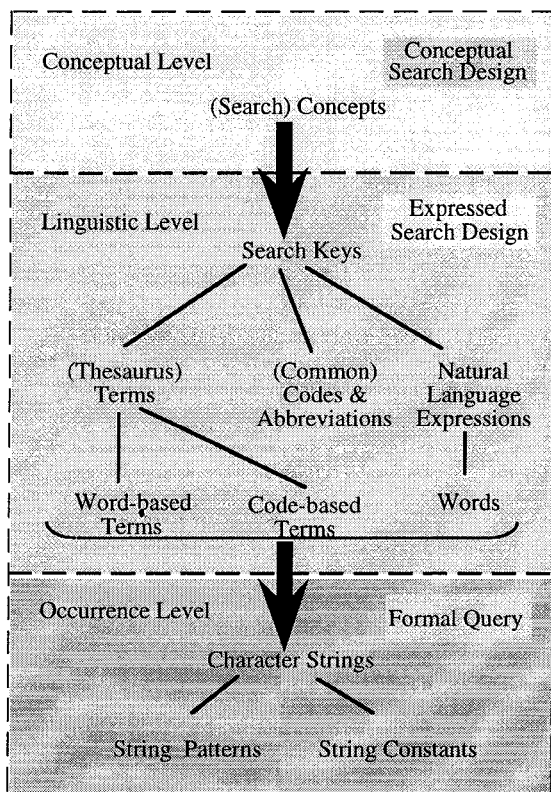 Conceptual Level
Conceptual
Search Design
(Search) Concepts
Linguistic Level
Expressed
Search Design
Search Keys
(Thesaurus)
Terms
(Common)
Codes &
Abbreviations
Natural
Language
Expressions
Word-based
Terms
Code-based
Terms
Words
Occurrence Level
Formal Query
Character Strings
String Patterns
String Constants